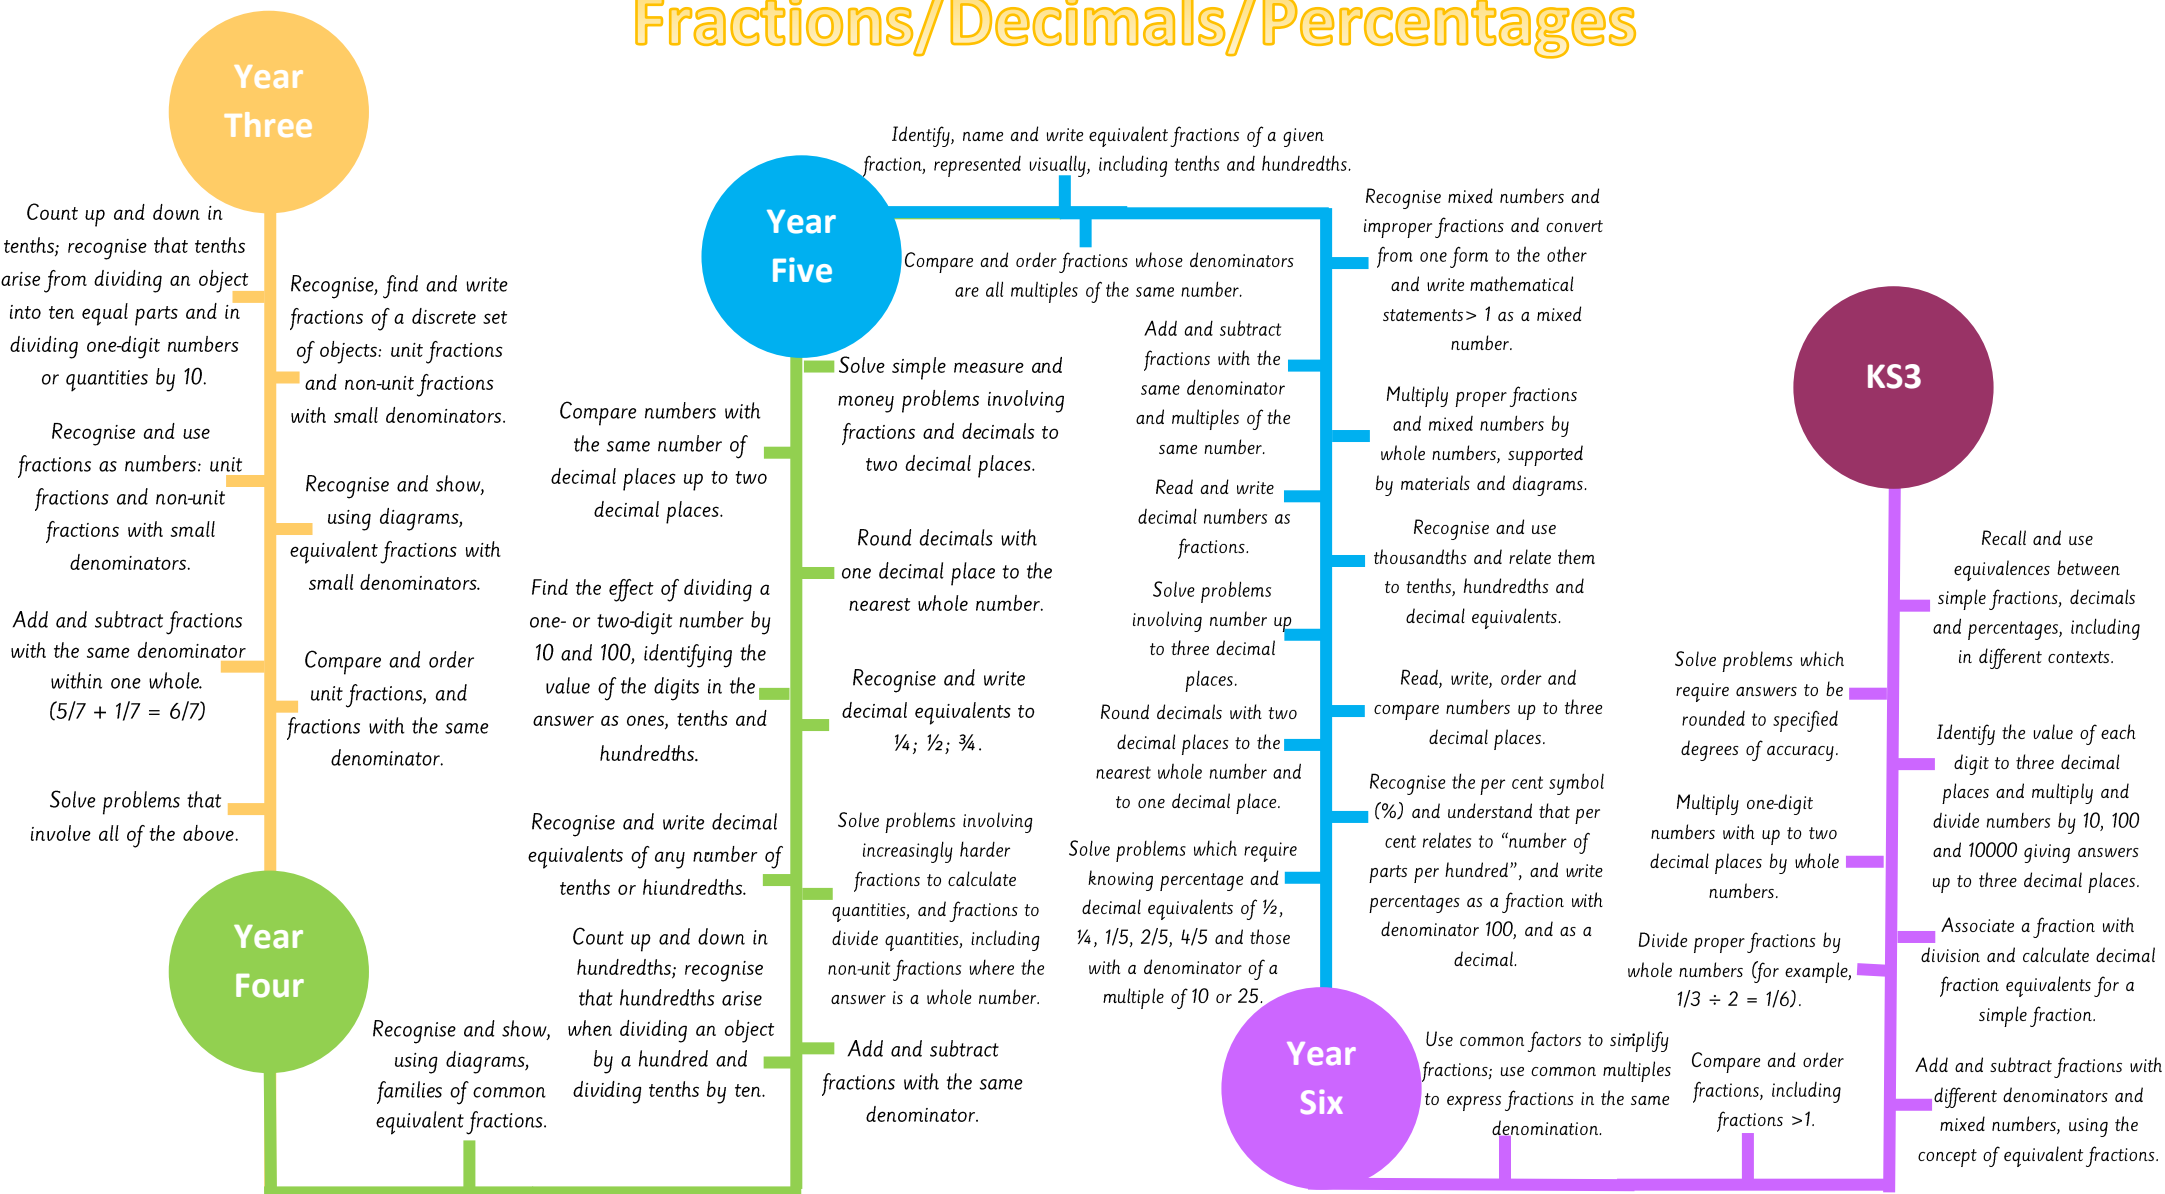 Fractions/Decimals/Percentages
Year
Three
Count up and down in
tenths; recognise that tenths
arise from dividing an object
into ten equal parts and in
dividing one-digit numbers
or quantities by 10.
Recognise, find and write
fractions of a discrete set
of objects: unit fractions
and non-unit fractions
with small denominators.
Recognise and use
fractions as numbers: unit
fractions and non-unit
fractions with small
denominators.
Recognise and show,
using diagrams,
equivalent fractions with
small denominators.
Add and subtract fractions
with the same denominator
within one whole.
(5/7 + 1/7 = 6/7)
Compare and order
unit fractions, and
fractions with the same
denominator.
Solve problems that
involve all of the above.
Year
Four
Recognise and show,
using diagrams,
families of common
equivalent fractions.
Count up and down in
hundredths; recognise
that hundredths arise
when dividing an object
by a hundred and
dividing tenths by ten.
Add and subtract
fractions with the same
denominator.
Solve problems involving
increasingly harder
fractions to calculate
quantities, and fractions to
divide quantities, including
non-unit fractions where the
answer is a whole number.
Recognise and write decimal
equivalents of any number of
tenths or hiundredths.
Recognise and write
decimal equivalents to
¼; ½; ¾.
Find the effect of dividing a
one- or two-digit number by
10 and 100, identifying the
value of the digits in the
answer as ones, tenths and
hundredths.
Round decimals with
one decimal place to the
nearest whole number.
Compare numbers with
the same number of
decimal places up to two
decimal places.
Solve simple measure and
money problems involving
fractions and decimals to
two decimal places.
Year
Five
Identify, name and write equivalent fractions of a given
fraction, represented visually, including tenths and hundredths.
Compare and order fractions whose denominators
are all multiples of the same number.
Recognise mixed numbers and
improper fractions and convert
from one form to the other
and write mathematical
statements> 1 as a mixed
number.
Add and subtract
fractions with the
same denominator
and multiples of the
same number.
Multiply proper fractions
and mixed numbers by
whole numbers, supported
by materials and diagrams.
Read and write
decimal numbers as
fractions.
Recognise and use
thousandths and relate them
to tenths, hundredths and
decimal equivalents.
Solve problems
involving number up
to three decimal
places.
Read, write, order and
compare numbers up to three
decimal places.
Round decimals with two
decimal places to the
nearest whole number and
to one decimal place.
Recognise the per cent symbol
(%) and understand that per
cent relates to “number of
parts per hundred”, and write
percentages as a fraction with
denominator 100, and as a
decimal.
Solve problems which require
knowing percentage and
decimal equivalents of ½,
¼, 1/5, 2/5, 4/5 and those
with a denominator of a
multiple of 10 or 25.
Year
Six
Use common factors to simplify
fractions; use common multiples
to express fractions in the same
denomination.
Compare and order
fractions, including
fractions >1.
Add and subtract fractions with
different denominators and
mixed numbers, using the
concept of equivalent fractions.
Divide proper fractions by
whole numbers (for example,
1/3 ÷ 2 = 1/6).
Associate a fraction with
division and calculate decimal
fraction equivalents for a
simple fraction.
Multiply one-digit
numbers with up to two
decimal places by whole
numbers.
Identify the value of each
digit to three decimal
places and multiply and
divide numbers by 10, 100
and 10000 giving answers
up to three decimal places.
Solve problems which
require answers to be
rounded to specified
degrees of accuracy.
Recall and use
equivalences between
simple fractions, decimals
and percentages, including
in different contexts.
KS3